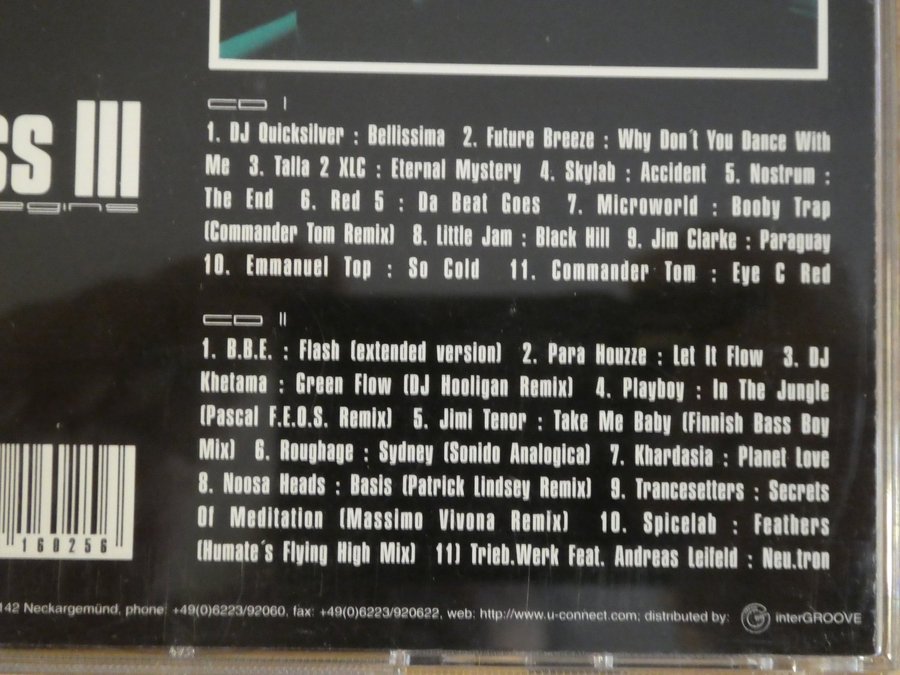 ss III
egins
CD I
1. DJ Quicksilver : Bellissima 2. Future Breeze : Why Don´t You Dance With
Me 3. Talla 2 XLC : Eternal Mystery 4. Skylab : Accident 5. Nostrum :
The End 6. Red 5 : Da Beat Goes 7. Microworld : Booby Trap
(Commander Tom Remix) 8. Little Jam : Black Hill 9. Jim Clarke : Paraguay
10. Emmanuel Top : So Cold 11. Commander Tom : Eye C Red
CD II
1. B.B.E. : Flash (extended version) 2. Para Houzze : Let It Flow 3. DJ
Khetama : Green Flow (DJ Hooligan Remix) 4. Playboy : In The Jungle
(Pascal F.E.O.S. Remix) 5. Jimi Tenor : Take Me Baby (Finnish Bass Boy
Mix) 6. Roughage : Sydney (Sonido Analogica) 7. Khardasia : Planet Love
8. Noosa Heads : Basis (Patrick Lindsey Remix) 9. Trancesetters : Secrets
Of Meditation (Massimo Vivona Remix) 10. Spicelab : Feathers
(Humate´s Flying High Mix) 11) Trieb.Werk Feat. Andreas Leifeld : Neu.tron
160256
142 Neckargemünd, phone: +49(0)6223/92060, fax: +49(0)6223/920622, web: http://www.u-connect.com; distributed by: interGROOVE